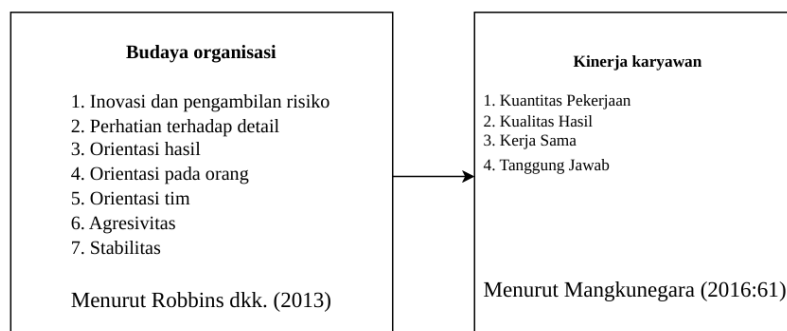 Budaya organisasi
1. Inovasi dan pengambilan risiko
2. Perhatian terhadap detail
3. Orientasi hasil
4. Orientasi pada orang
5. Orientasi tim
6. Agresivitas
7. Stabilitas
Menurut Robbins dkk. (2013)
Kinerja karyawan
1. Kuantitas Pekerjaan
2. Kualitas Hasil
3. Kerja Sama
4. Tanggung Jawab
Menurut Mangkunegara (2016:61)